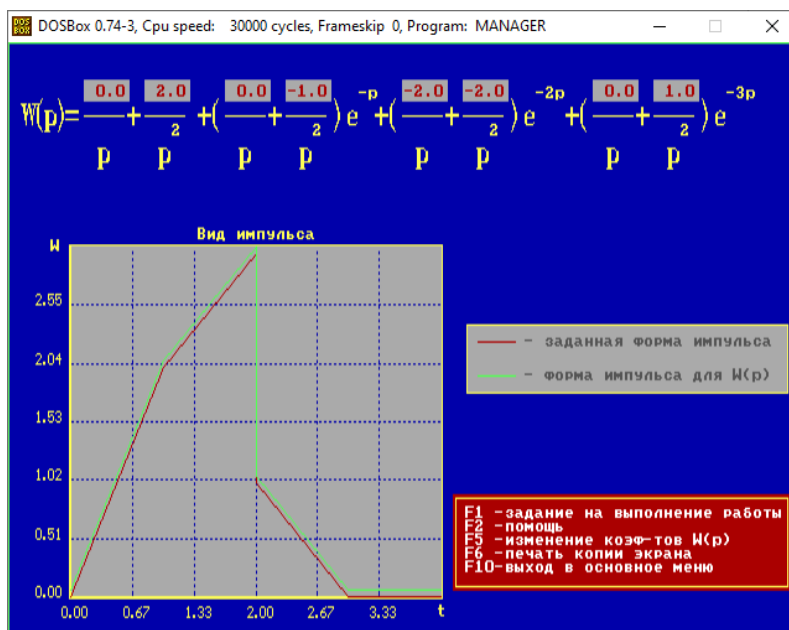 DOSBox 0.74-3, Cpu speed: 30000 cycles, Frameskip 0, Program: MANAGER
DOS
BOX
0.0 2.0 0.0 -1.0 -2.0 -2.0 0.0 1.0
W(p)= + +( + ) e^-p +( + ) e^-2p +( + ) e^-3p
p p^2 p p^2 p p^2 p p^2
Вид импульса
W
2.55
2.04
1.53
1.02
0.51
0.00
0.00 0.67 1.33 2.00 2.67 3.33 t
- заданная форма импульса
- форма импульса для W(p)
F1 -задание на выполнение работы
F2 -помощь
F5 -изменение коэф-тов W(p)
F6 -печать копии экрана
F10-выход в основное меню